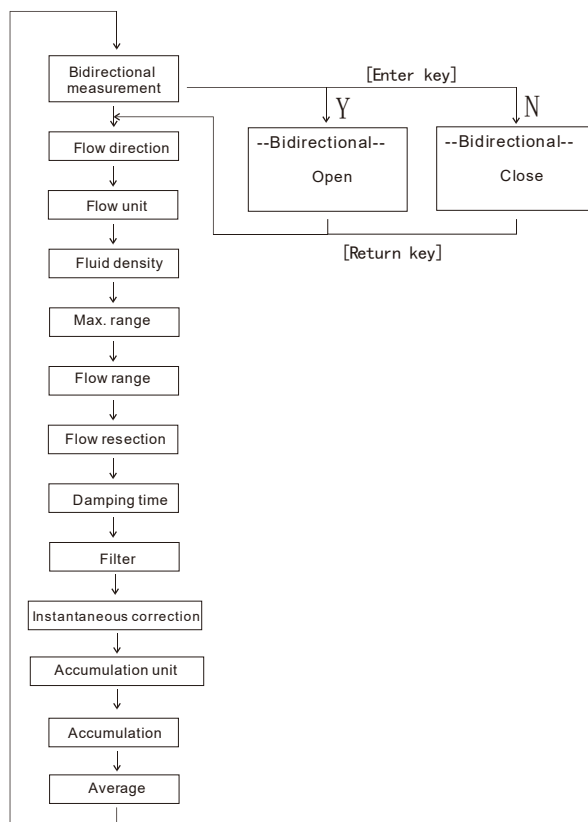 Bidirectional
measurement
[Enter key]
Y
N
--Bidirectional--
Open
--Bidirectional--
Close
[Return key]
Flow direction
Flow unit
Fluid density
Max. range
Flow range
Flow resection
Damping time
Filter
Instantaneous correction
Accumulation unit
Accumulation
Average